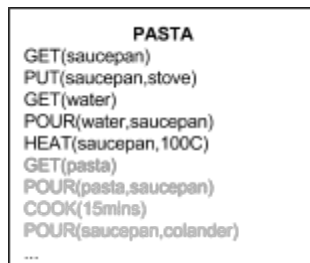 PASTA
GET(saucepan)
PUT(saucepan,stove)
GET(water)
POUR(water,saucepan)
HEAT(saucepan,100C)
GET(pasta)
POUR(pasta,saucepan)
COOK(15mins)
POUR(saucepan,colander)
...